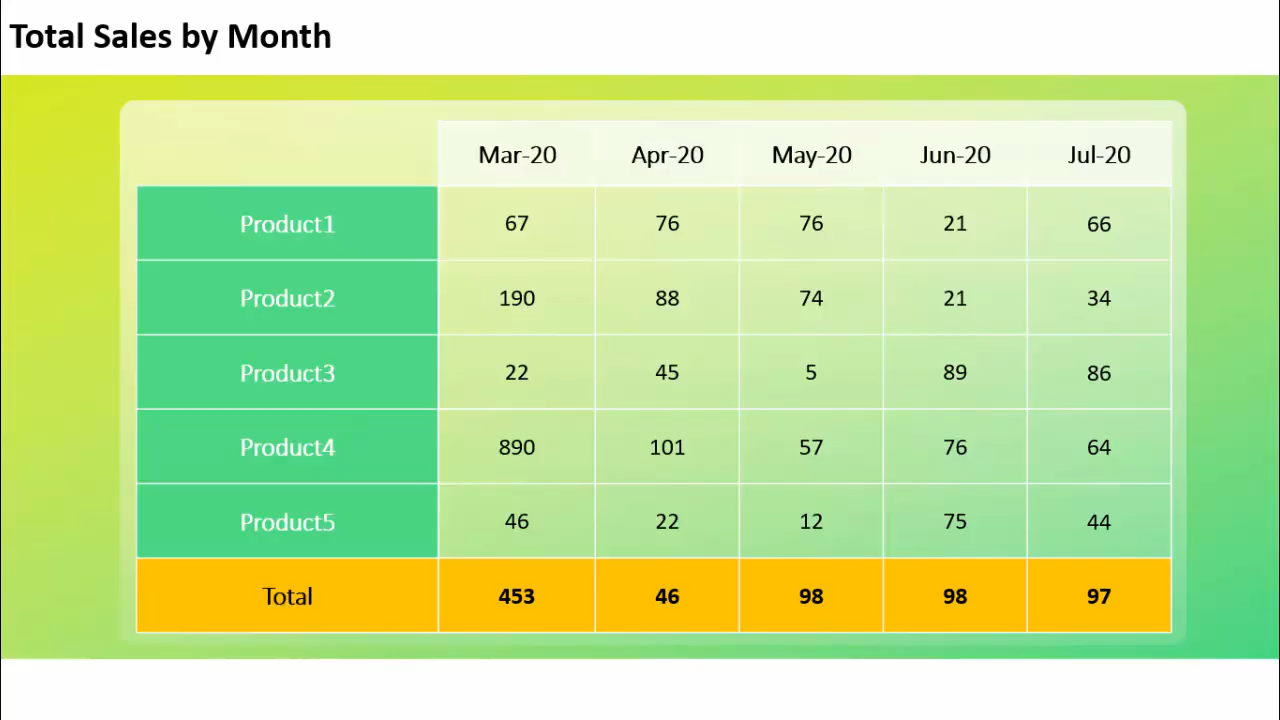 Total Sales by Month
Mar-20 Apr-20 May-20 Jun-20 Jul-20
Product1 67 76 76 21 66
Product2 190 88 74 21 34
Product3 22 45 5 89 86
Product4 890 101 57 76 64
Product5 46 22 12 75 44
Total 453 46 98 98 97